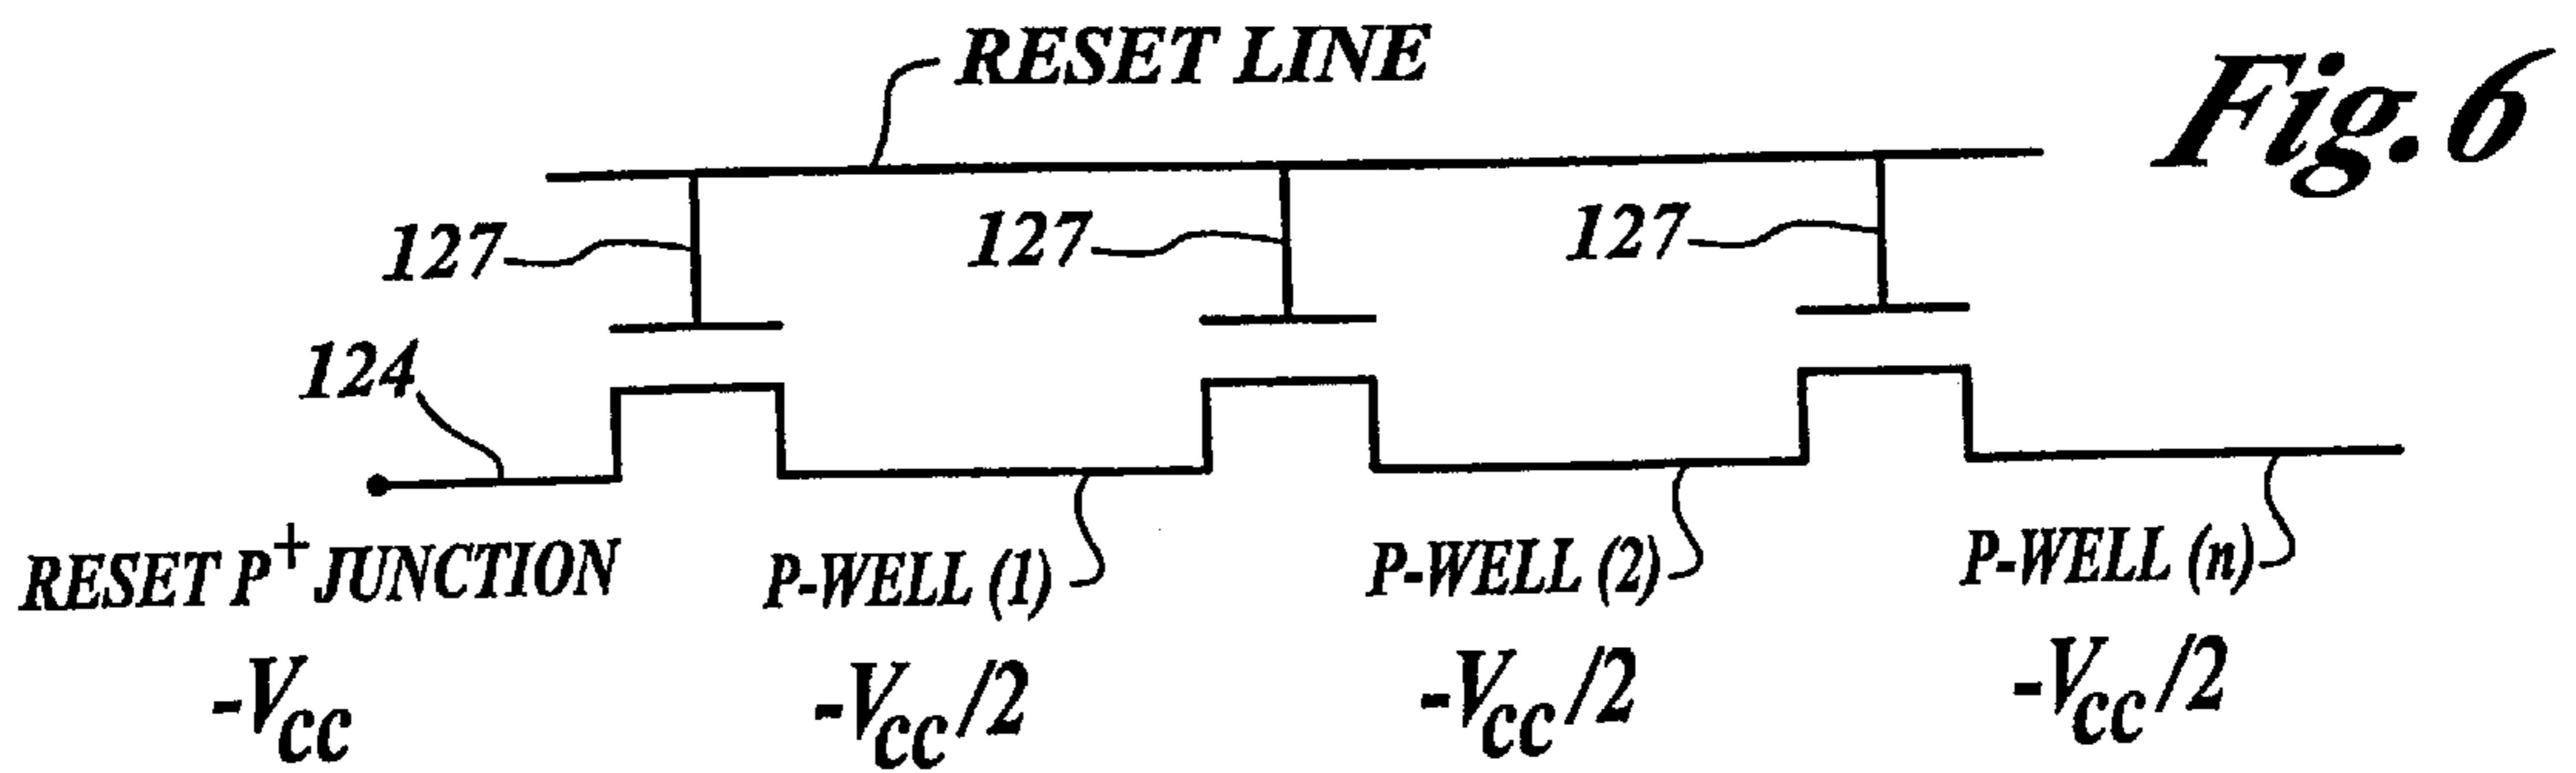 RESET LINE
Fig. 6
127
127
127
124
RESET P+ JUNCTION
P-WELL (1)
P-WELL (2)
P-WELL (n)
-VCC
-VCC/2
-VCC/2
-VCC/2